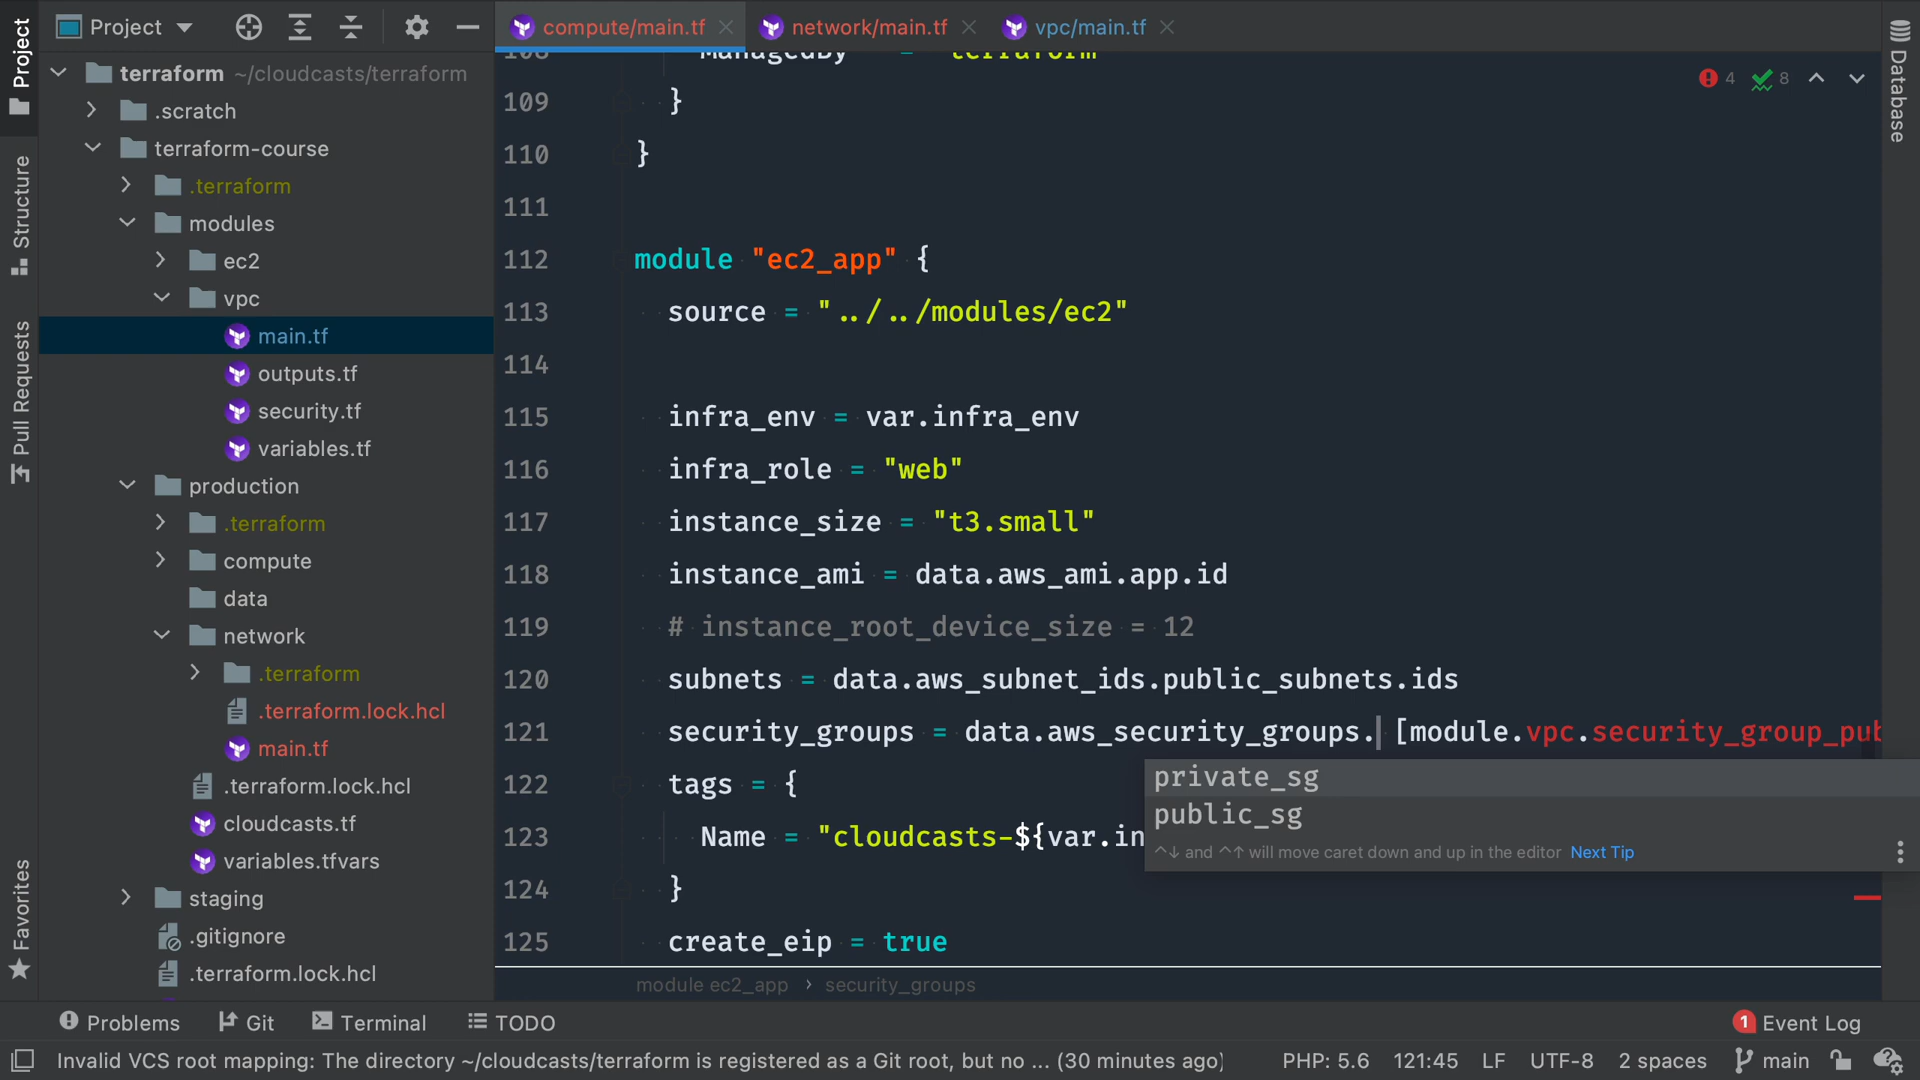 Project
compute/main.tf
network/main.tf
vpc/main.tf
Project
Structure
Pull Requests
Favorites
Database
terraform ~/cloudcasts/terraform
.scratch
terraform-course
.terraform
modules
ec2
vpc
main.tf
outputs.tf
security.tf
variables.tf
production
.terraform
compute
data
network
.terraform
.terraform.lock.hcl
main.tf
.terraform.lock.hcl
cloudcasts.tf
variables.tfvars
staging
.gitignore
.terraform.lock.hcl
4 8
108 ManagedBy = "terraform"
109 }
110 }
111
112 module "ec2_app" {
113 source = "../../modules/ec2"
114
115 infra_env = var.infra_env
116 infra_role = "web"
117 instance_size = "t3.small"
118 instance_ami = data.aws_ami.app.id
119 # instance_root_device_size = 12
120 subnets = data.aws_subnet_ids.public_subnets.ids
121 security_groups = data.aws_security_groups. [module.vpc.security_group_pub
122 tags = {
123 Name = "cloudcasts-${var.in
124 }
125 create_eip = true
private_sg
public_sg
^↓ and ^↑ will move caret down and up in the editor Next Tip
module ec2_app › security_groups
Problems Git Terminal TODO
1 Event Log
Invalid VCS root mapping: The directory ~/cloudcasts/terraform is registered as a Git root, but no ... (30 minutes ago)
PHP: 5.6 121:45 LF UTF-8 2 spaces main